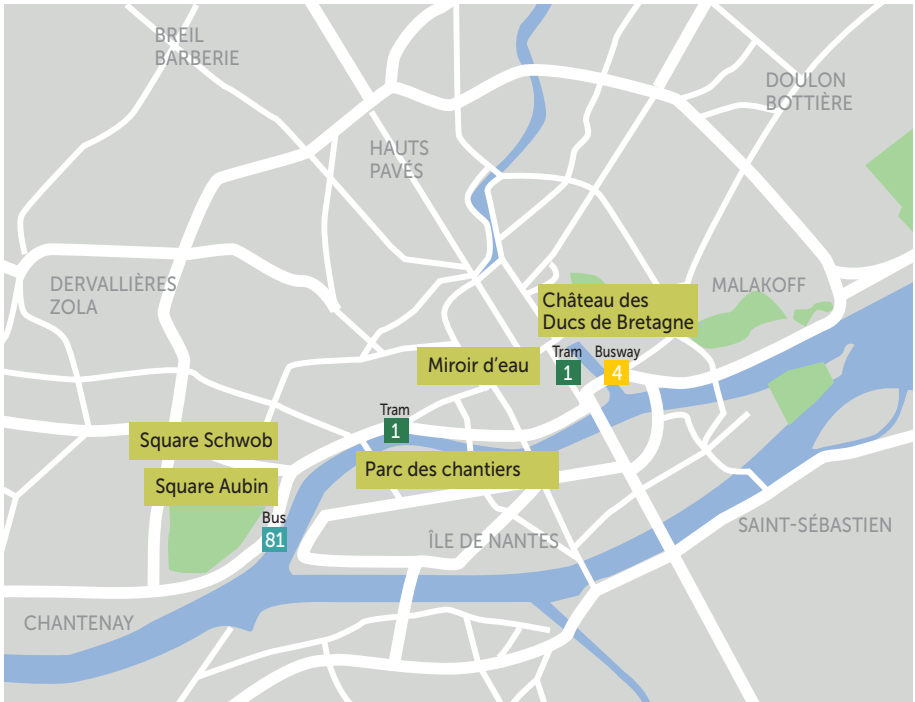 BREIL
BARBERIE
DOULON
BOTTIÈRE
HAUTS
PAVÉS
DERVALLIÈRES
ZOLA
MALAKOFF
Château des
Ducs de Bretagne
Tram
1
Busway
4
Miroir d'eau
Tram
1
Square Schwob
Parc des chantiers
Square Aubin
Bus
81
ÎLE DE NANTES
SAINT-SÉBASTIEN
CHANTENAY